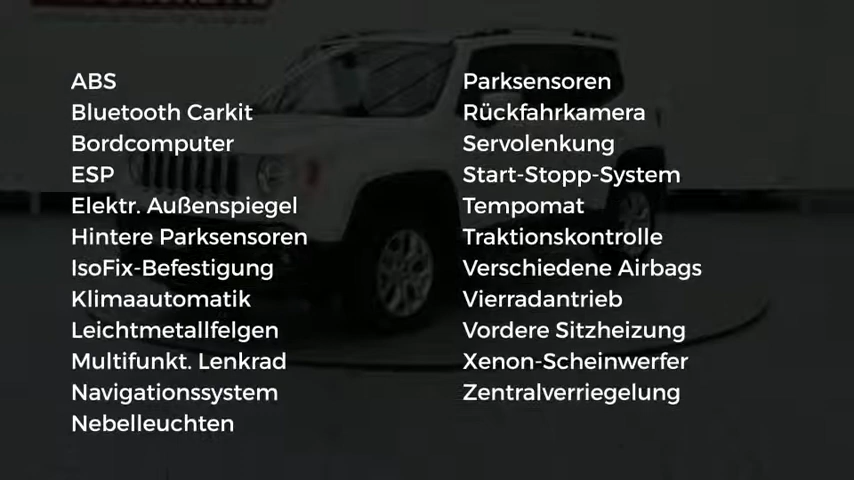 ABS
Bluetooth Carkit
Bordcomputer
ESP
Elektr. Außenspiegel
Hintere Parksensoren
IsoFix-Befestigung
Klimaautomatik
Leichtmetallfelgen
Multifunkt. Lenkrad
Navigationssystem
Nebelleuchten
Parksensoren
Rückfahrkamera
Servolenkung
Start-Stopp-System
Tempomat
Traktionskontrolle
Verschiedene Airbags
Vierradantrieb
Vordere Sitzheizung
Xenon-Scheinwerfer
Zentralverriegelung